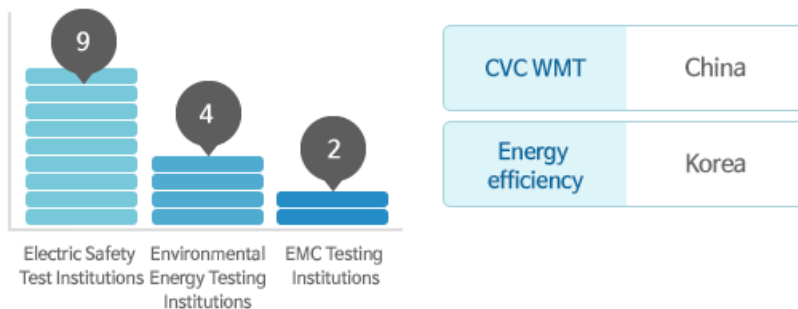 9
4
2
Electric Safety
Test Institutions
Environmental
Energy Testing
Institutions
EMC Testing
Institutions
CVC WMT
China
Energy
efficiency
Korea